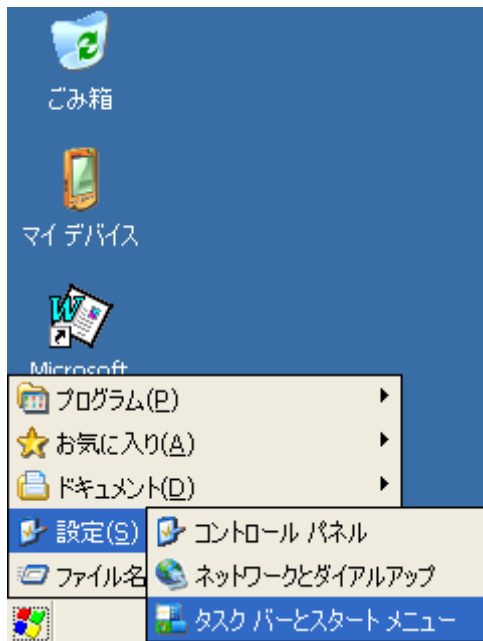 ごみ箱
マイ デバイス
Microsoft
プログラム(P)
お気に入り(A)
ドキュメント(D)
設定(S)
コントロール パネル
ファイル名
ネットワークとダイアルアップ
タスク バーとスタート メニュー